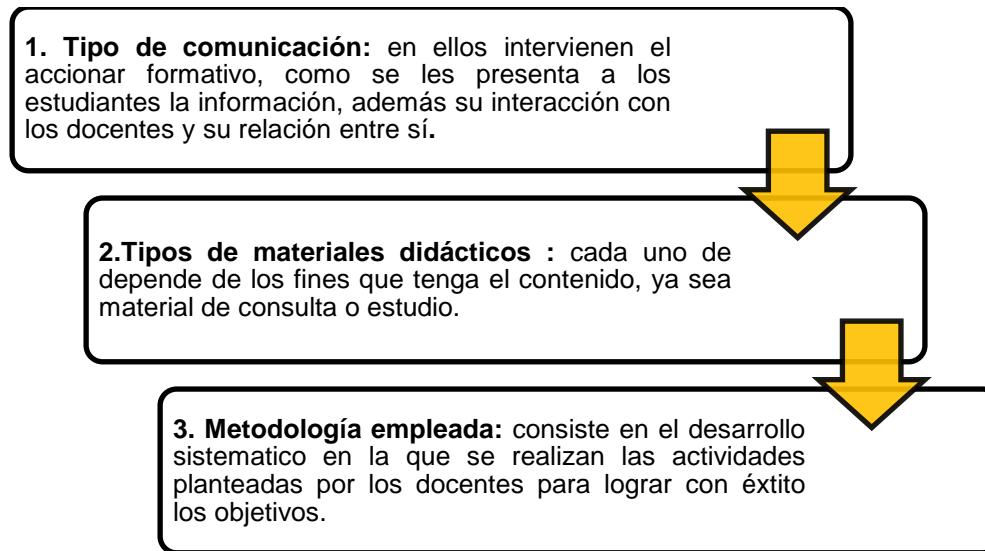 1. Tipo de comunicación: en ellos intervienen el
accionar formativo, como se les presenta a los
estudiantes la información, además su interacción con
los docentes y su relación entre sí.
2.Tipos de materiales didácticos : cada uno de
depende de los fines que tenga el contenido, ya sea
material de consulta o estudio.
3. Metodología empleada: consiste en el desarrollo
sistematico en la que se realizan las actividades
planteadas por los docentes para lograr con éxtito
los objetivos.